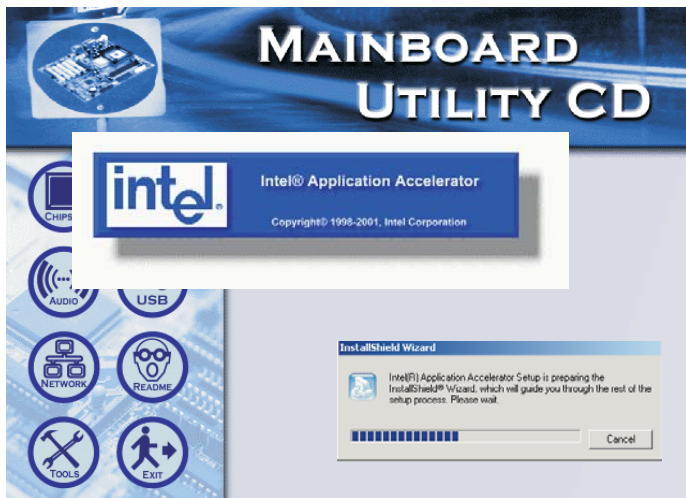 MAINBOARD
UTILITY CD
intel.
Intel® Application Accelerator
Copyright© 1998-2001, Intel Corporation
CHIPS
AUDIO
USB
NETWORK
README
TOOLS
EXIT
InstallShield Wizard
Intel(R) Application Accelerator Setup is preparing the
InstallShield® Wizard, which will guide you through the rest of the
setup process. Please wait.
Cancel